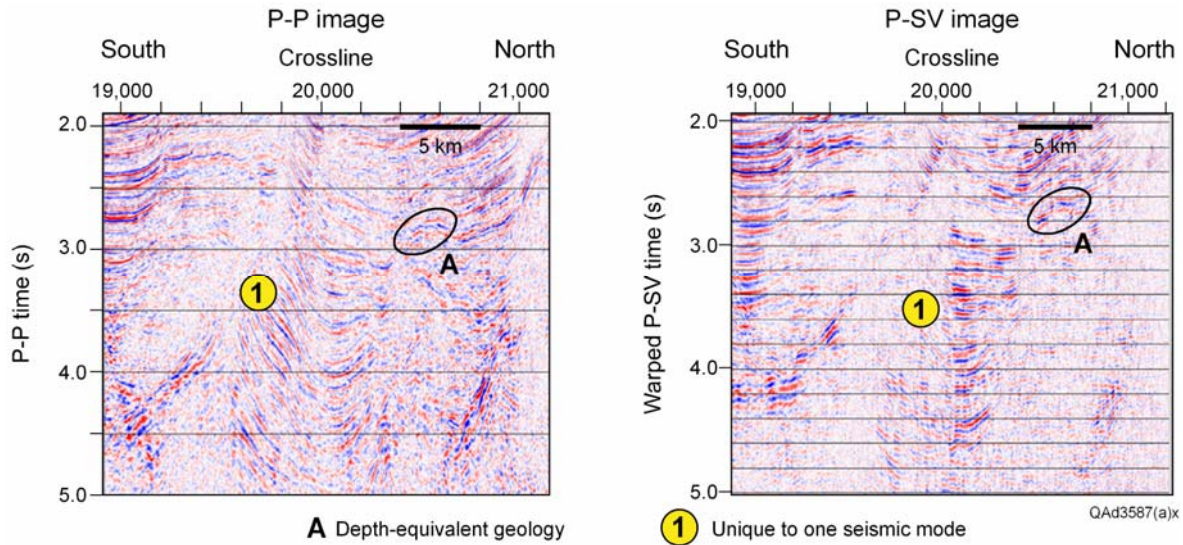 P-P image
South North
Crossline
19,000 20,000 21,000
2.0
5 km
A
3.0
1
4.0
5.0
P-P time (s)
P-SV image
South North
Crossline
19,000 20,000 21,000
2.0
5 km
A
3.0
1
4.0
5.0
Warped P-SV time (s)
A Depth-equivalent geology
1 Unique to one seismic mode
QAd3587(a)x